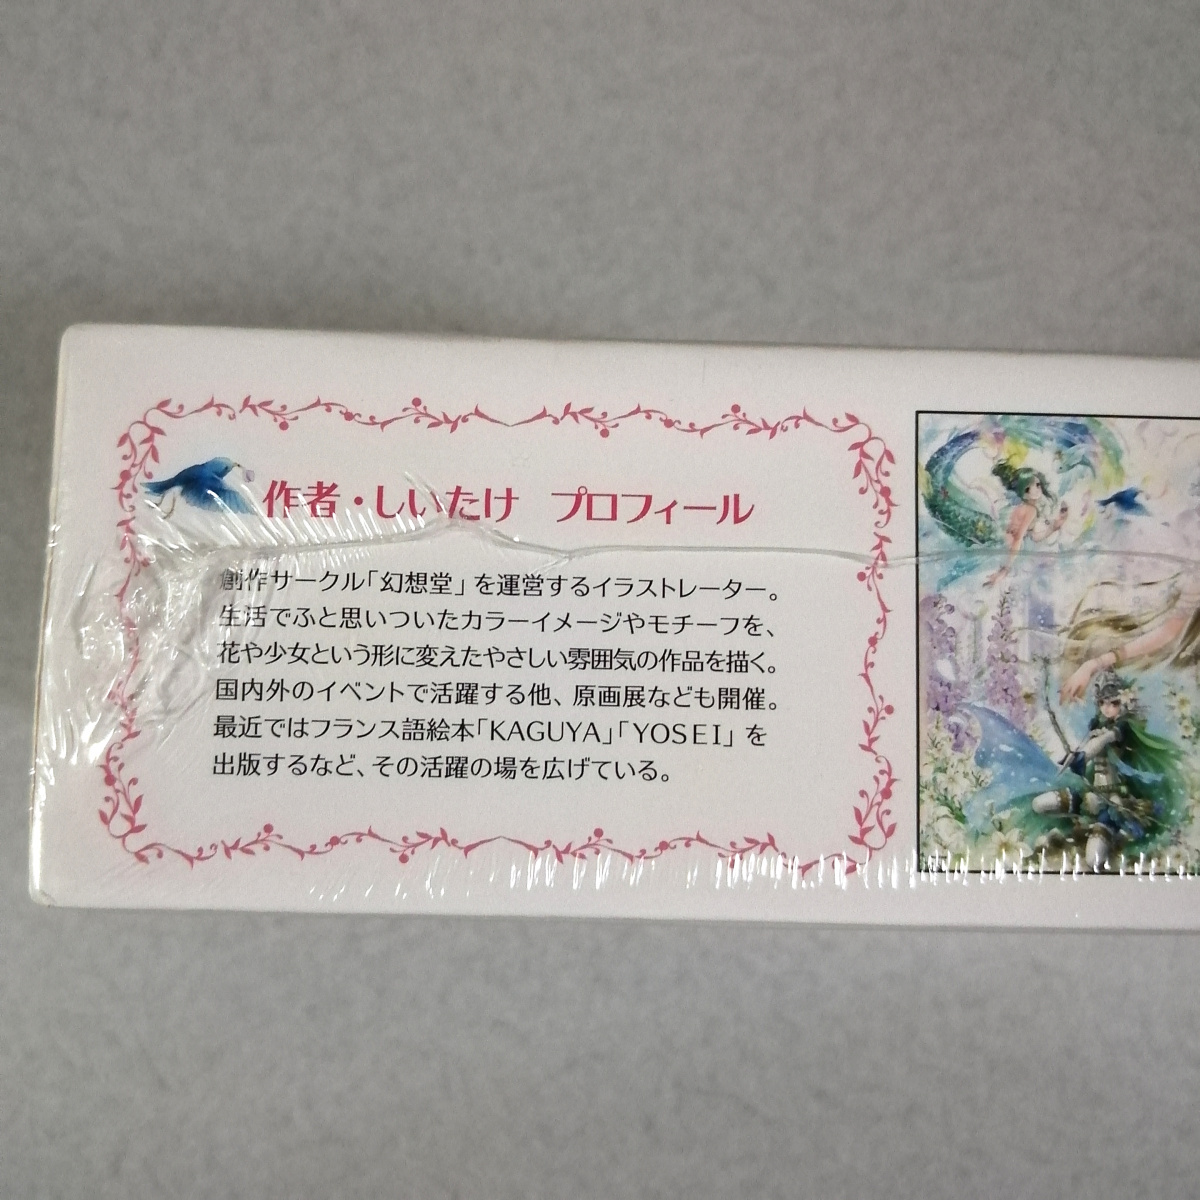 作者・しいたけ プロフィール
創作サークル「幻想堂」を運営するイラストレーター。
生活でふと思いついたカラーイメージやモチーフを、
花や少女という形に変えたやさしい雰囲気の作品を描く。
国内外のイベントで活躍する他、原画展なども開催。
最近ではフランス語絵本「KAGUYA」「YOSEI」を
出版するなど、その活躍の場を広げている。